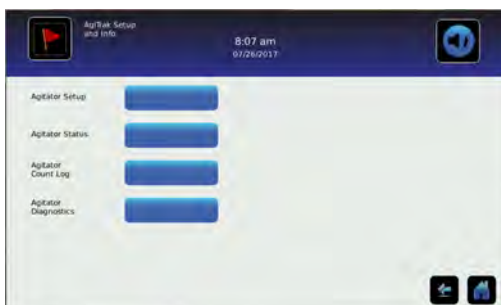 AgiTrak Setup
and Info
8:07 am
07/26/2017
Agitator Setup
Agitator Status
Agitator
Count Log
Agitator
Diagnostics